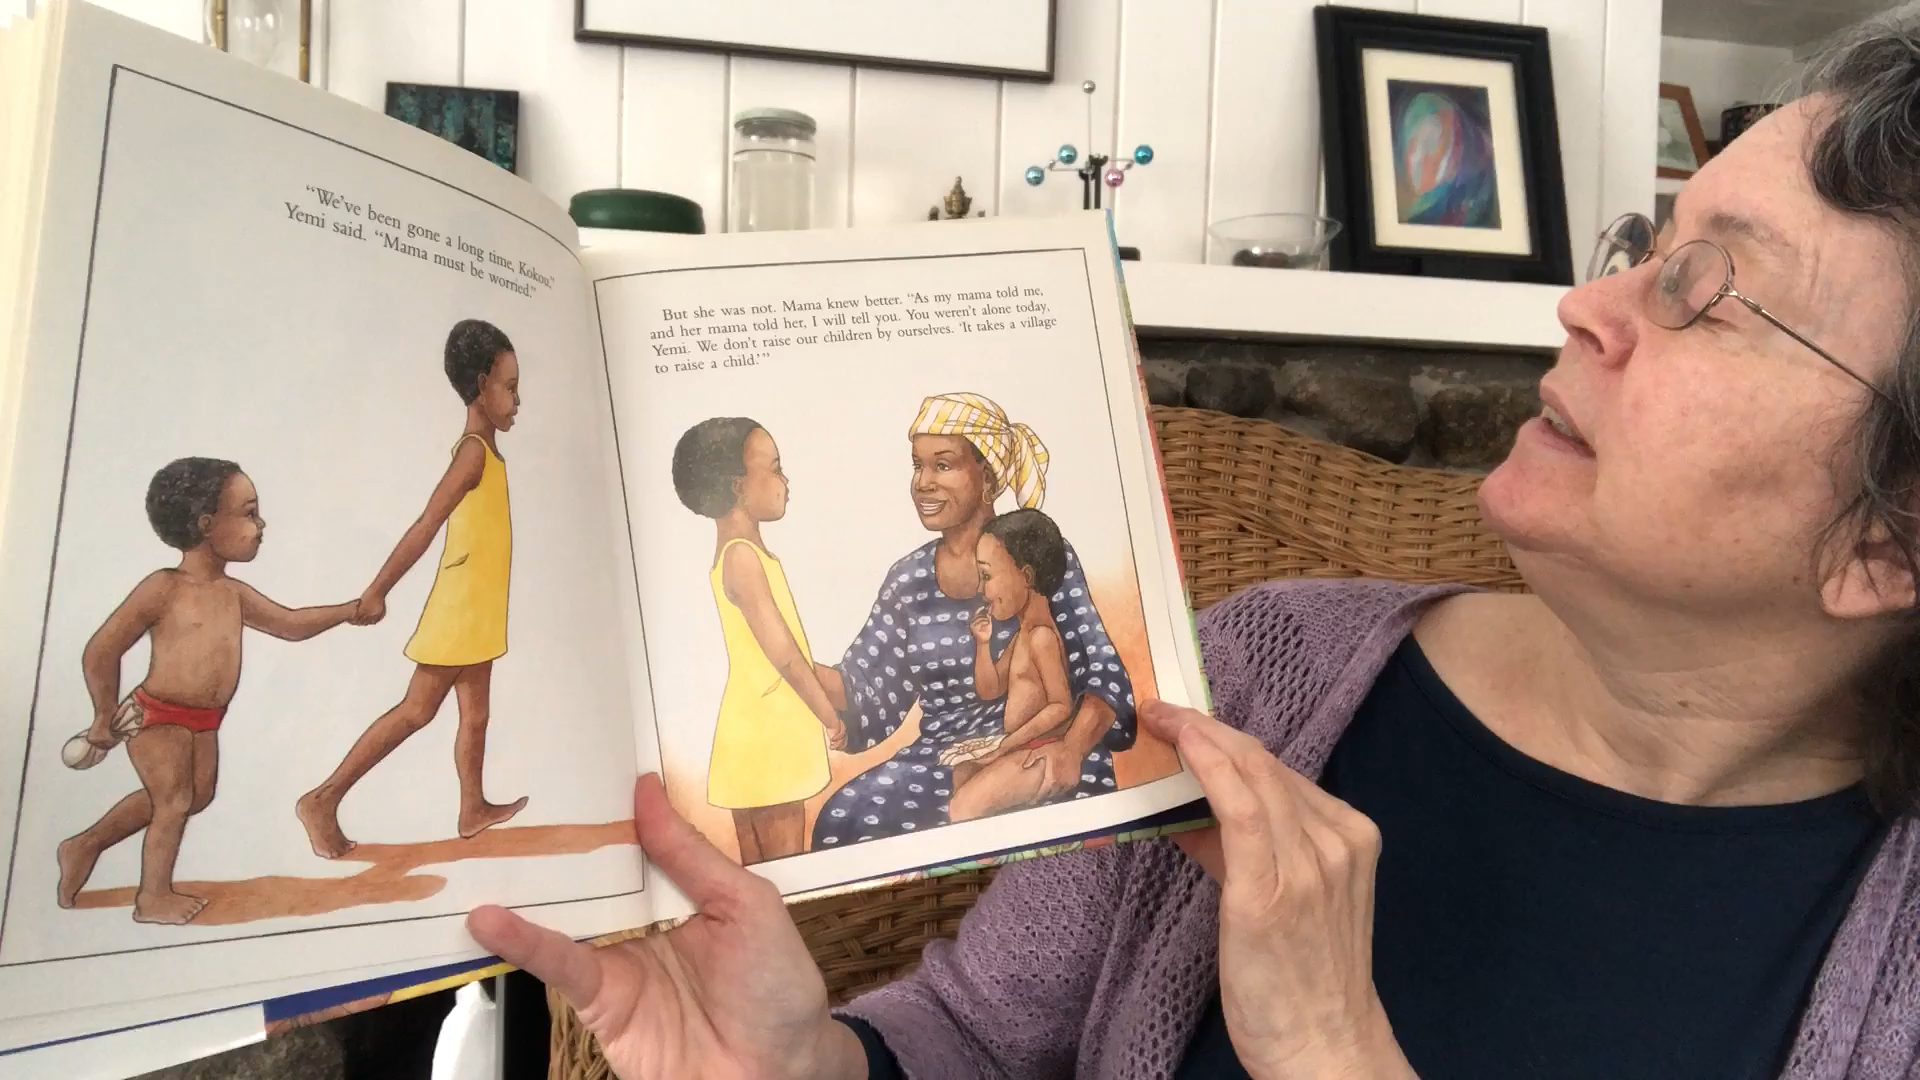 “We’ve been gone a long time, Kokou,”
Yemi said. “Mama must be worried.”
But she was not. Mama knew better. “As my mama told me,
and her mama told her, I will tell you. You weren’t alone today,
Yemi. We don’t raise our children by ourselves. ‘It takes a village
to raise a child.’”